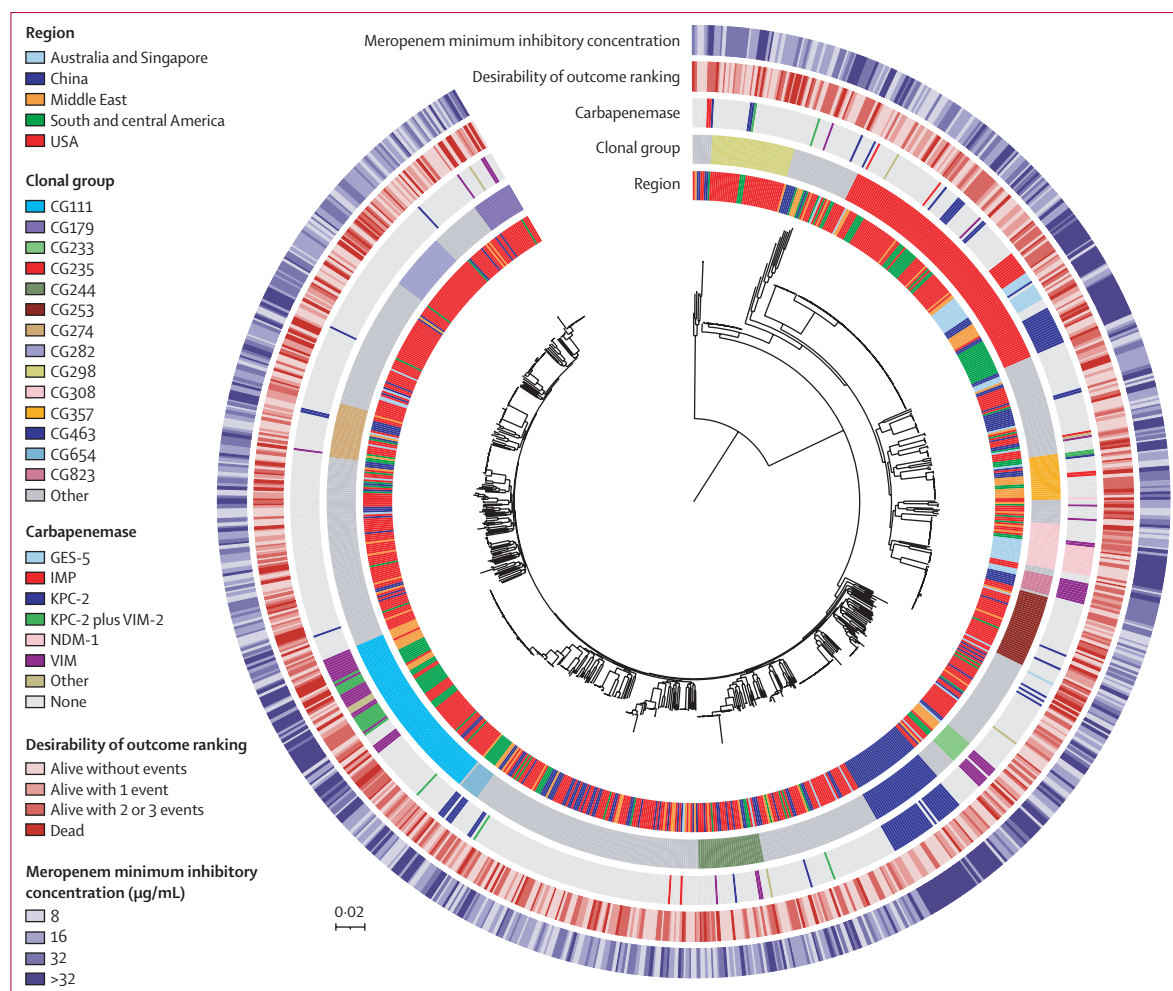 Region
Australia and Singapore
China
Middle East
South and central America
USA
Clonal group
CG111
CG179
CG233
CG235
CG244
CG253
CG274
CG282
CG298
CG308
CG357
CG463
CG654
CG823
Other
Carbapenemase
GES-5
IMP
KPC-2
KPC-2 plus VIM-2
NDM-1
VIM
Other
None
Desirability of outcome ranking
Alive without events
Alive with 1 event
Alive with 2 or 3 events
Dead
Meropenem minimum inhibitory
concentration (μg/mL)
8
16
32
>32
Meropenem minimum inhibitory concentration
Desirability of outcome ranking
Carbapenemase
Clonal group
Region
0·02